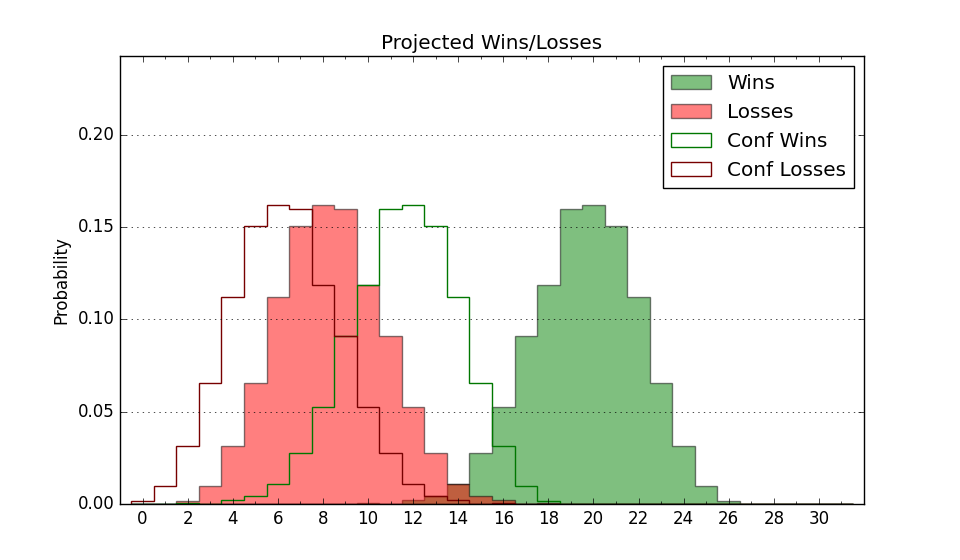 Projected Wins/Losses
Wins
Losses
Conf Wins
Conf Losses
Probability
0.20
0.15
0.10
0.05
0.00
0 2 4 6 8 10 12 14 16 18 20 22 24 26 28 30